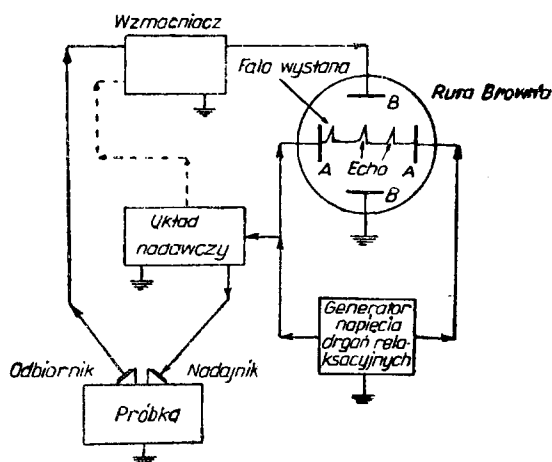 Wzmacniacz
Fala wysłana
Rura Browna
B
A
Echo
A
B
Układ
nadawczy
Generator
napięcia
drgań rela-
ksacyjnych
Odbiornik
Nadajnik
Próbka